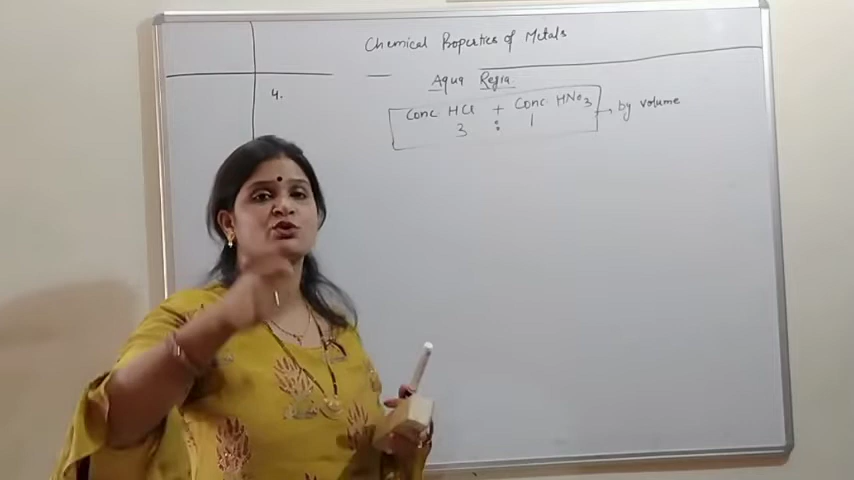 Chemical Properties of Metals
4.
Aqua Regia
Conc HCl + Conc HNO3 → by volume
3 : 1